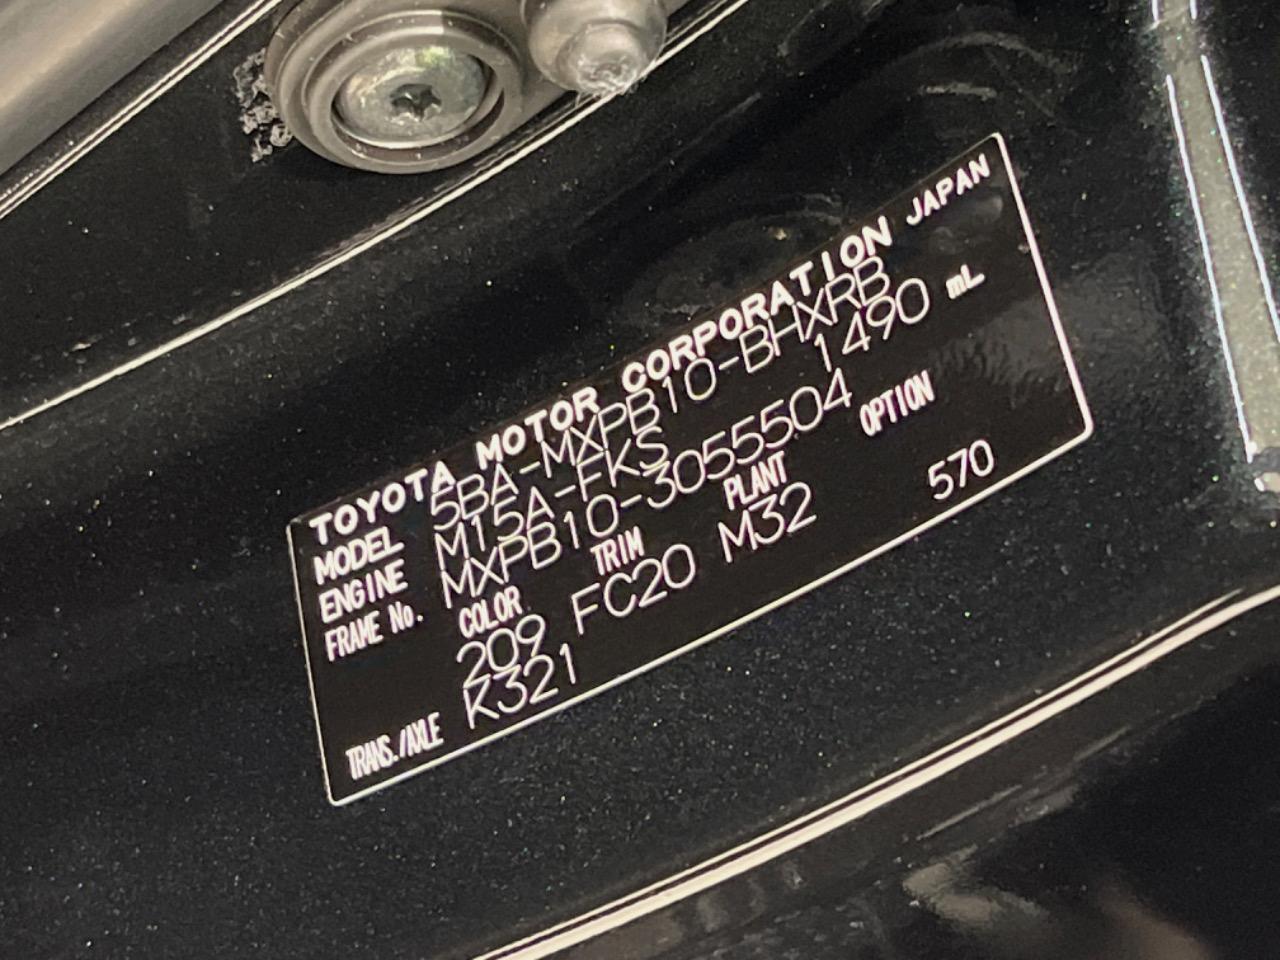 TOYOTA MOTOR CORPORATION JAPAN
MODEL 5BA-MXPB10-BHXRB
ENGINE M15A-FKS 1490 mL
FRAME No. MXPB10-3055504
COLOR TRIM PLANT OPTION
209 FC20 M32 570
TRANS./AXLE K321